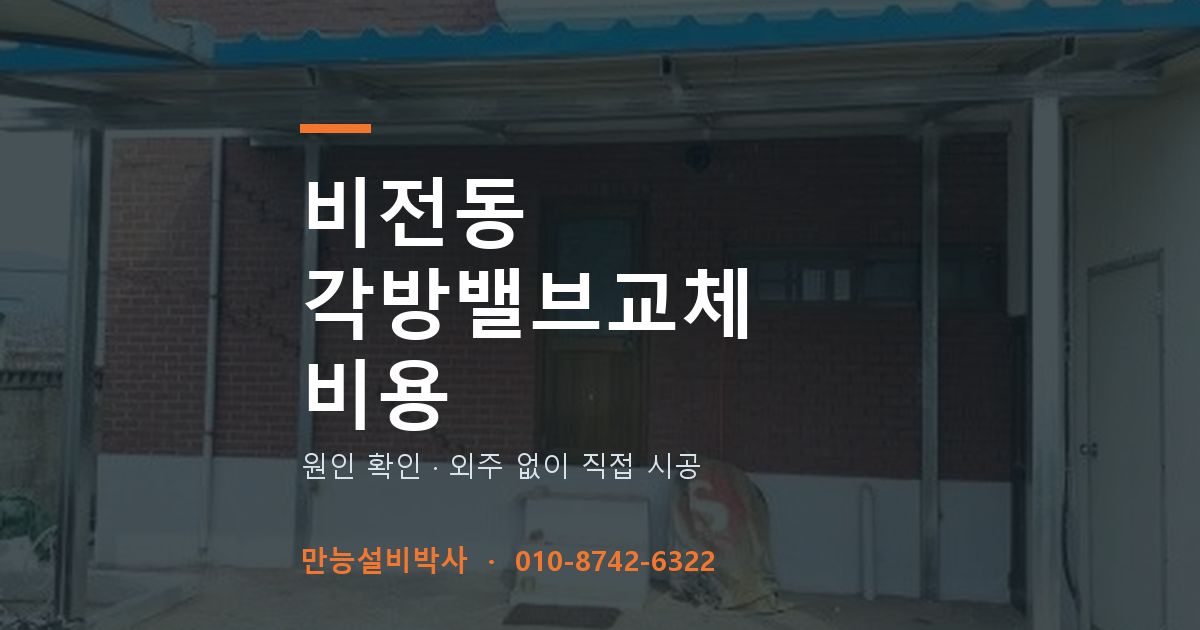 비전동
각방밸브교체
비용
원인 확인 · 외주 없이 직접 시공
만능설비박사 · 010-8742-6322
S